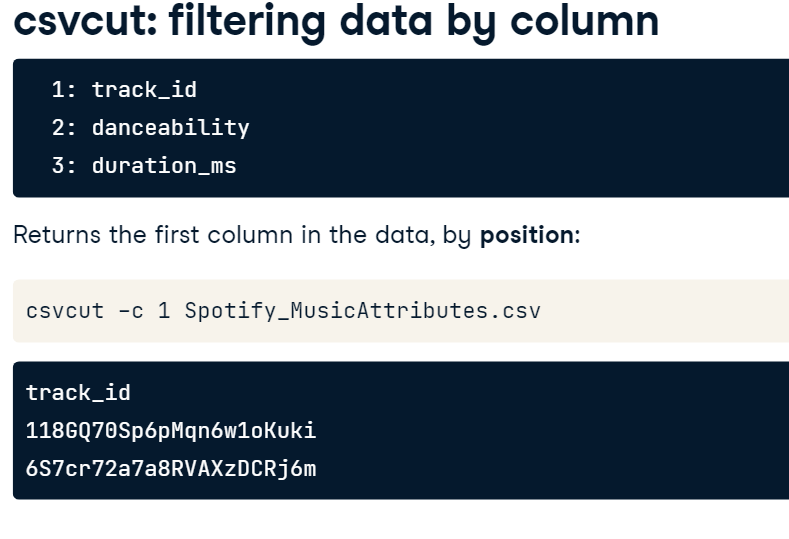 csvcut: filtering data by column
1: track_id
2: danceability
3: duration_ms
Returns the first column in the data, by position:
csvcut -c 1 Spotify_MusicAttributes.csv
track_id
118GQ70Sp6pMqn6w1oKuki
6S7cr72a7a8RVAXzDCRj6m